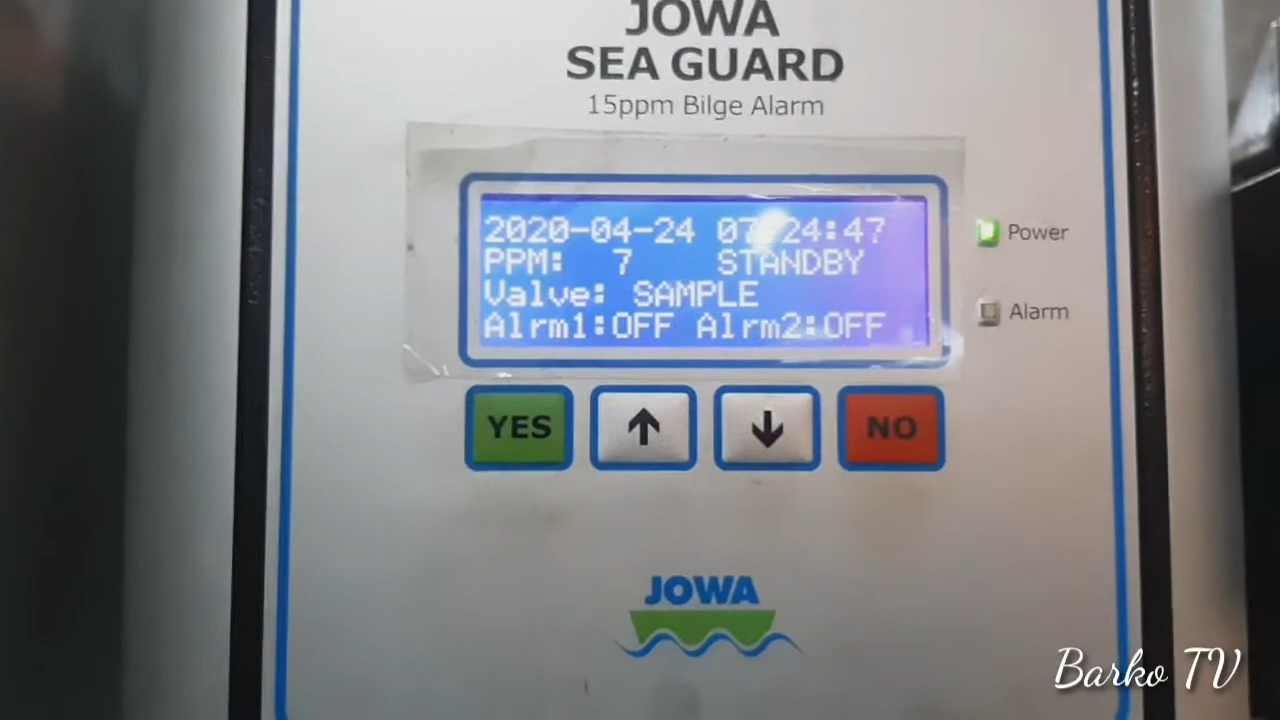 JOWA
SEA GUARD
15ppm Bilge Alarm
2020-04-24 07:24:47
PPM: 7 STANDBY
Valve: SAMPLE
Alrm1:OFF Alrm2:OFF
Power
Alarm
YES ↑ ↓ NO
JOWA
Barko TV